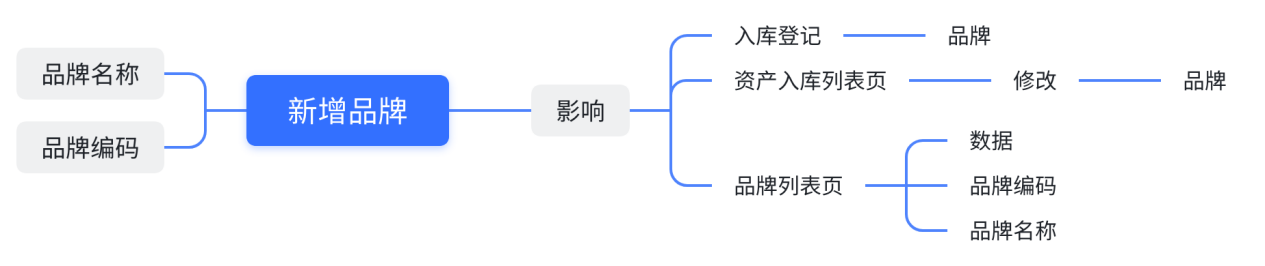 品牌名称
品牌编码
新增品牌
影响
入库登记
品牌
资产入库列表页
修改
品牌
品牌列表页
数据
品牌编码
品牌名称